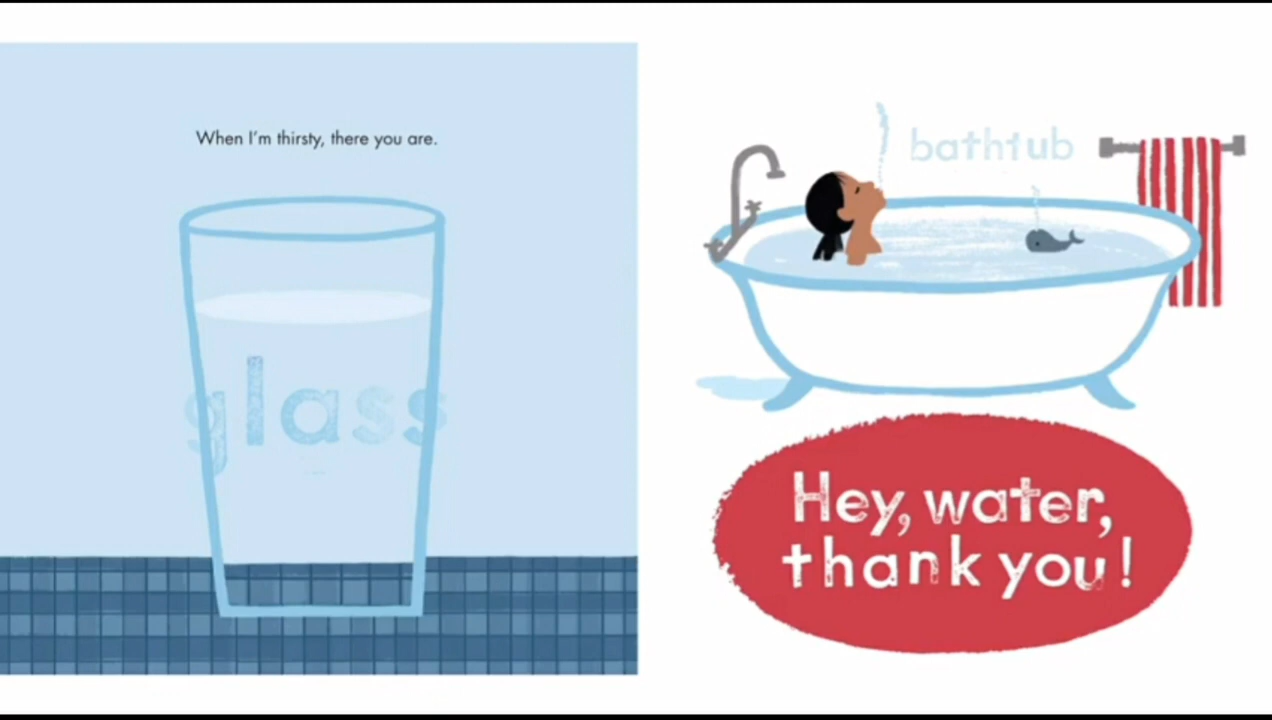 When I'm thirsty, there you are.
glass
bathtub
Hey, water,
thank you!